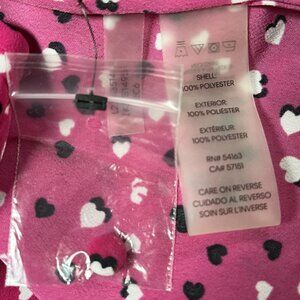 SHELL:
100% POLYESTER
EXTERIOR:
100% POLIÉSTER
EXTÉRIEUR:
100% POLYESTER
RN# 54163
CA# 57151
CARE ON REVERSE
CUIDADO AL REVERSO
SOIN SUR L'INVERSE